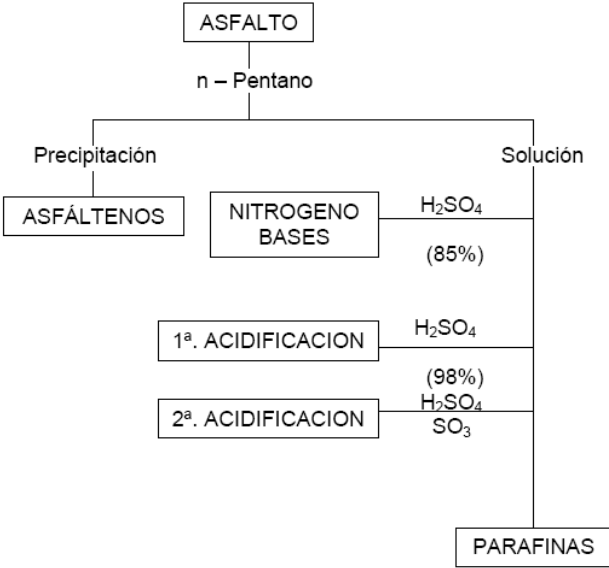 ASFALTO
n – Pentano
Precipitación
Solución
ASFÁLTENOS
NITROGENO
BASES
H₂SO₄
(85%)
1ª. ACIDIFICACION
H₂SO₄
(98%)
2ª. ACIDIFICACION
H₂SO₄
SO₃
PARAFINAS